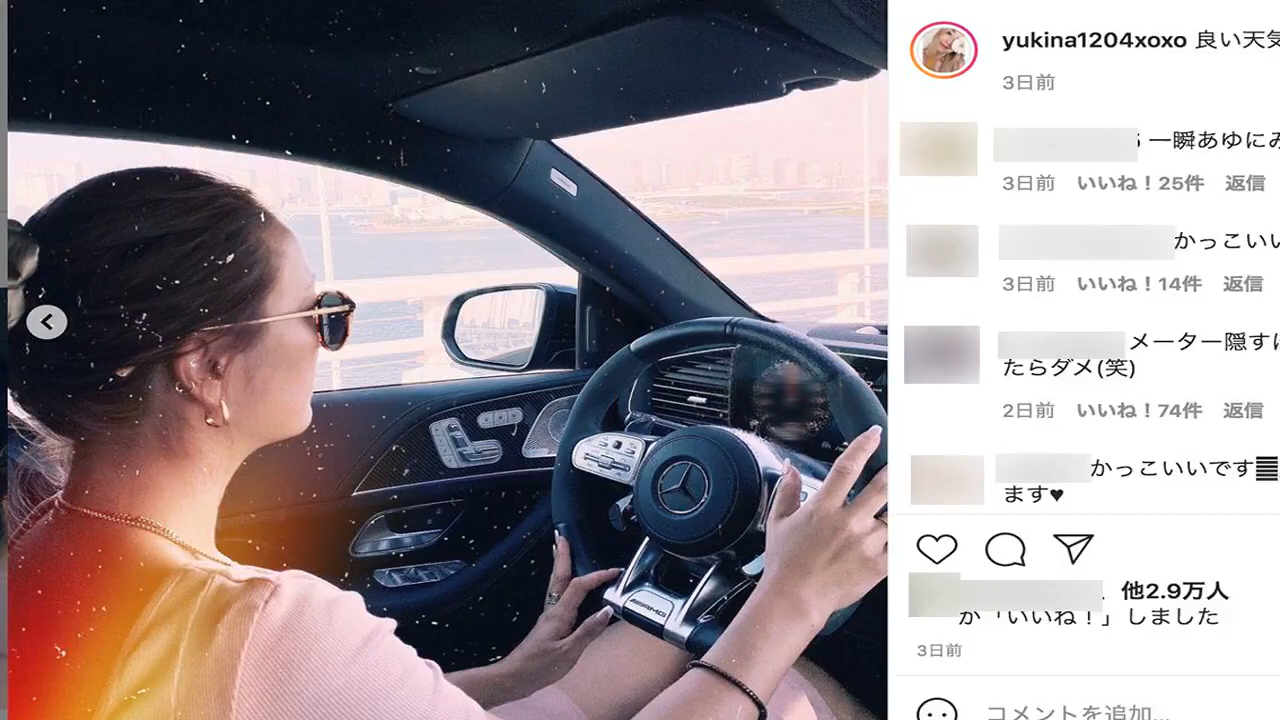 yukina1204xoxo 良い天気
3日前
一瞬あゆにみ
3日前 いいね！25件 返信
かっこいい
3日前 いいね！14件 返信
メーター隠すに
たらダメ(笑)
2日前 いいね！74件 返信
かっこいいです
ます♥
他2.9万人
が「いいね！」しました
3日前
コメントを追加...
AMG